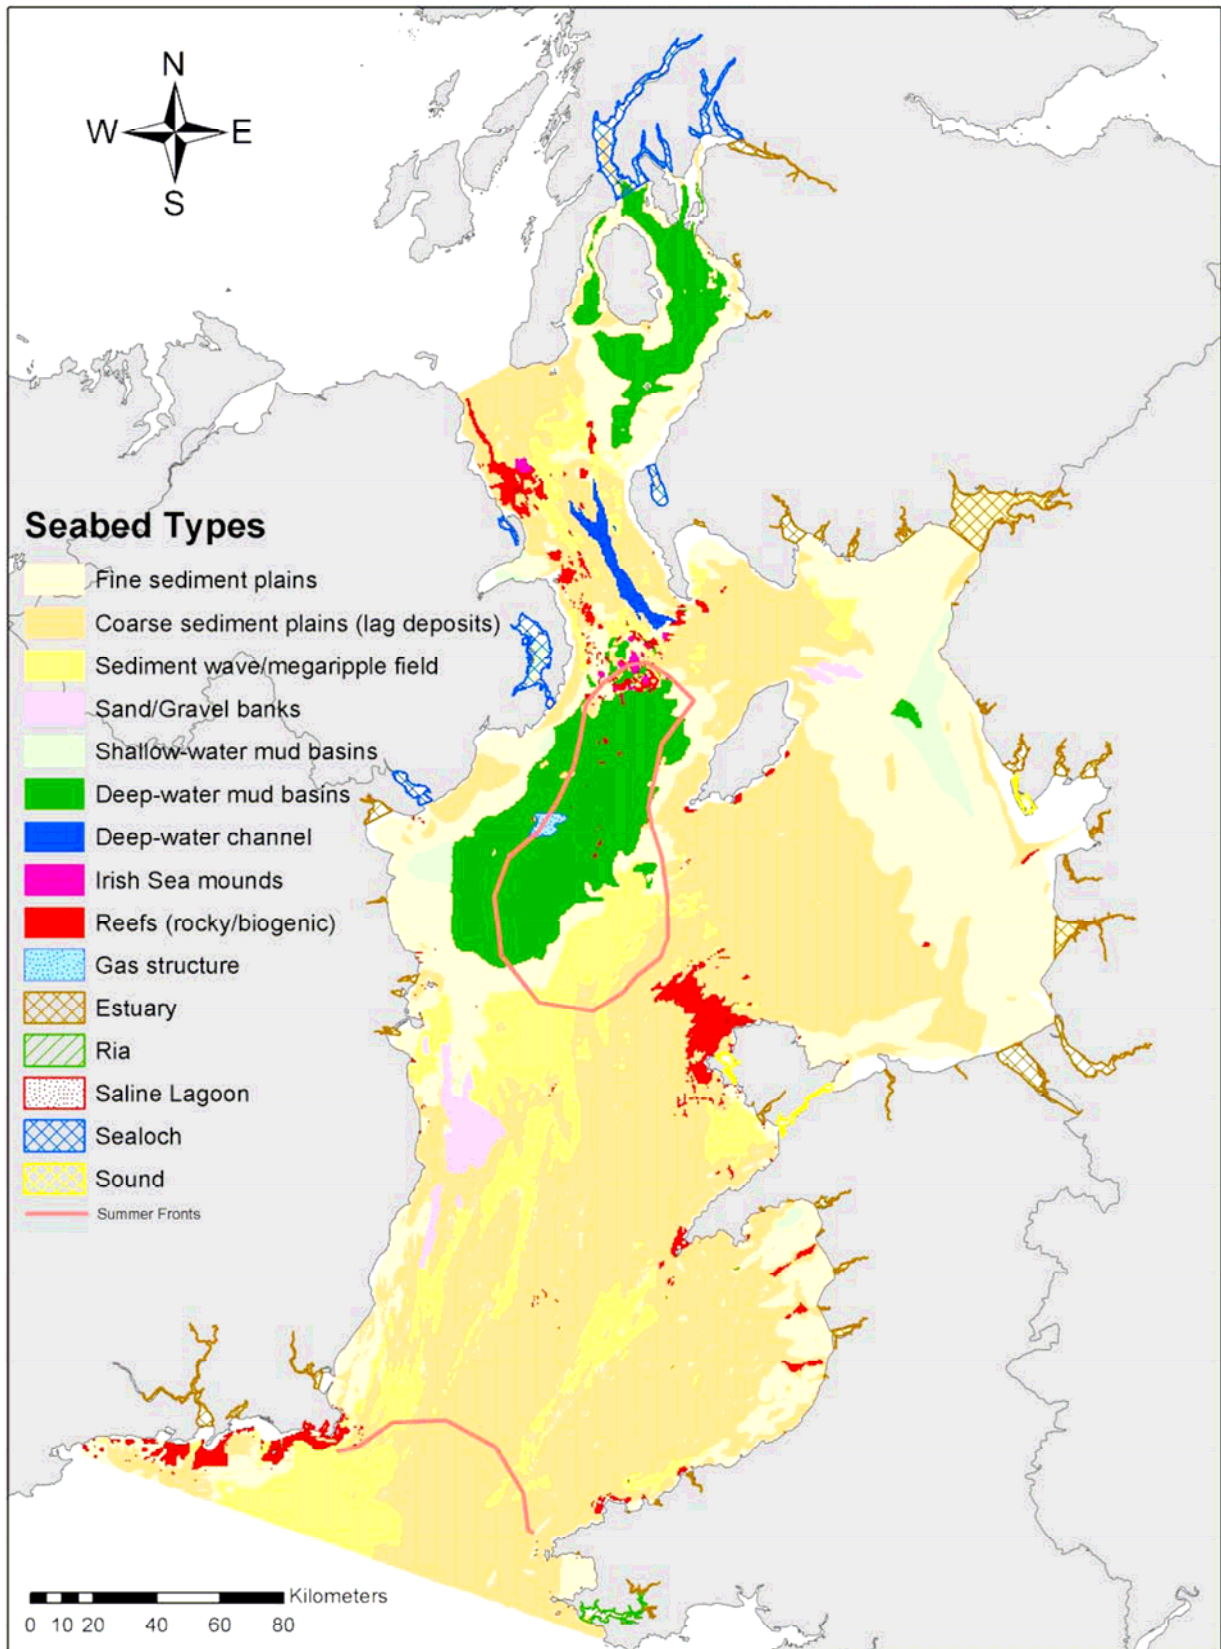 N
W E
S
Seabed Types
Fine sediment plains
Coarse sediment plains (lag deposits)
Sediment wave/megaripple field
Sand/Gravel banks
Shallow-water mud basins
Deep-water mud basins
Deep-water channel
Irish Sea mounds
Reefs (rocky/biogenic)
Gas structure
Estuary
Ria
Saline Lagoon
Sealoch
Sound
Summer Fronts
Kilometers
0 10 20 40 60 80